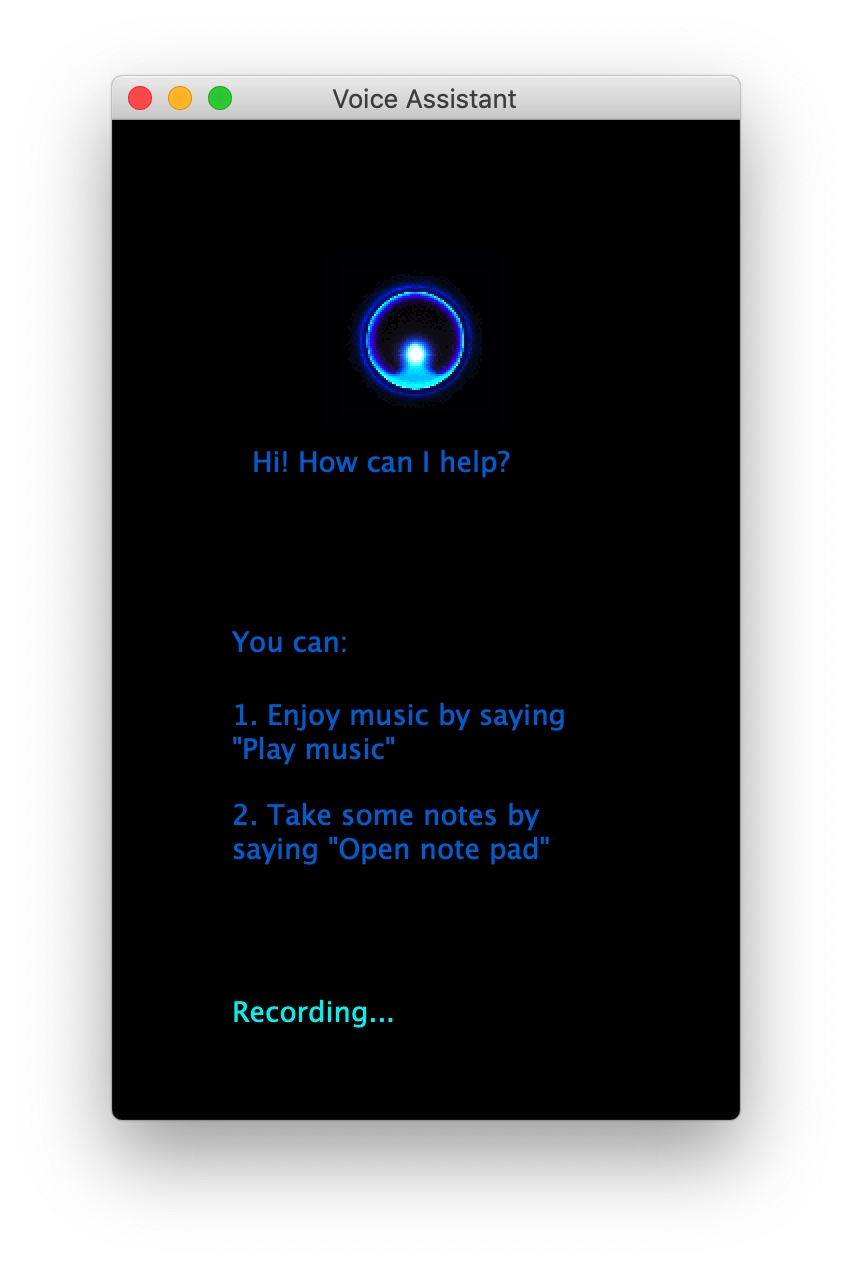 Voice Assistant
Hi! How can I help?
You can:
1. Enjoy music by saying
"Play music"
2. Take some notes by
saying "Open note pad"
Recording...